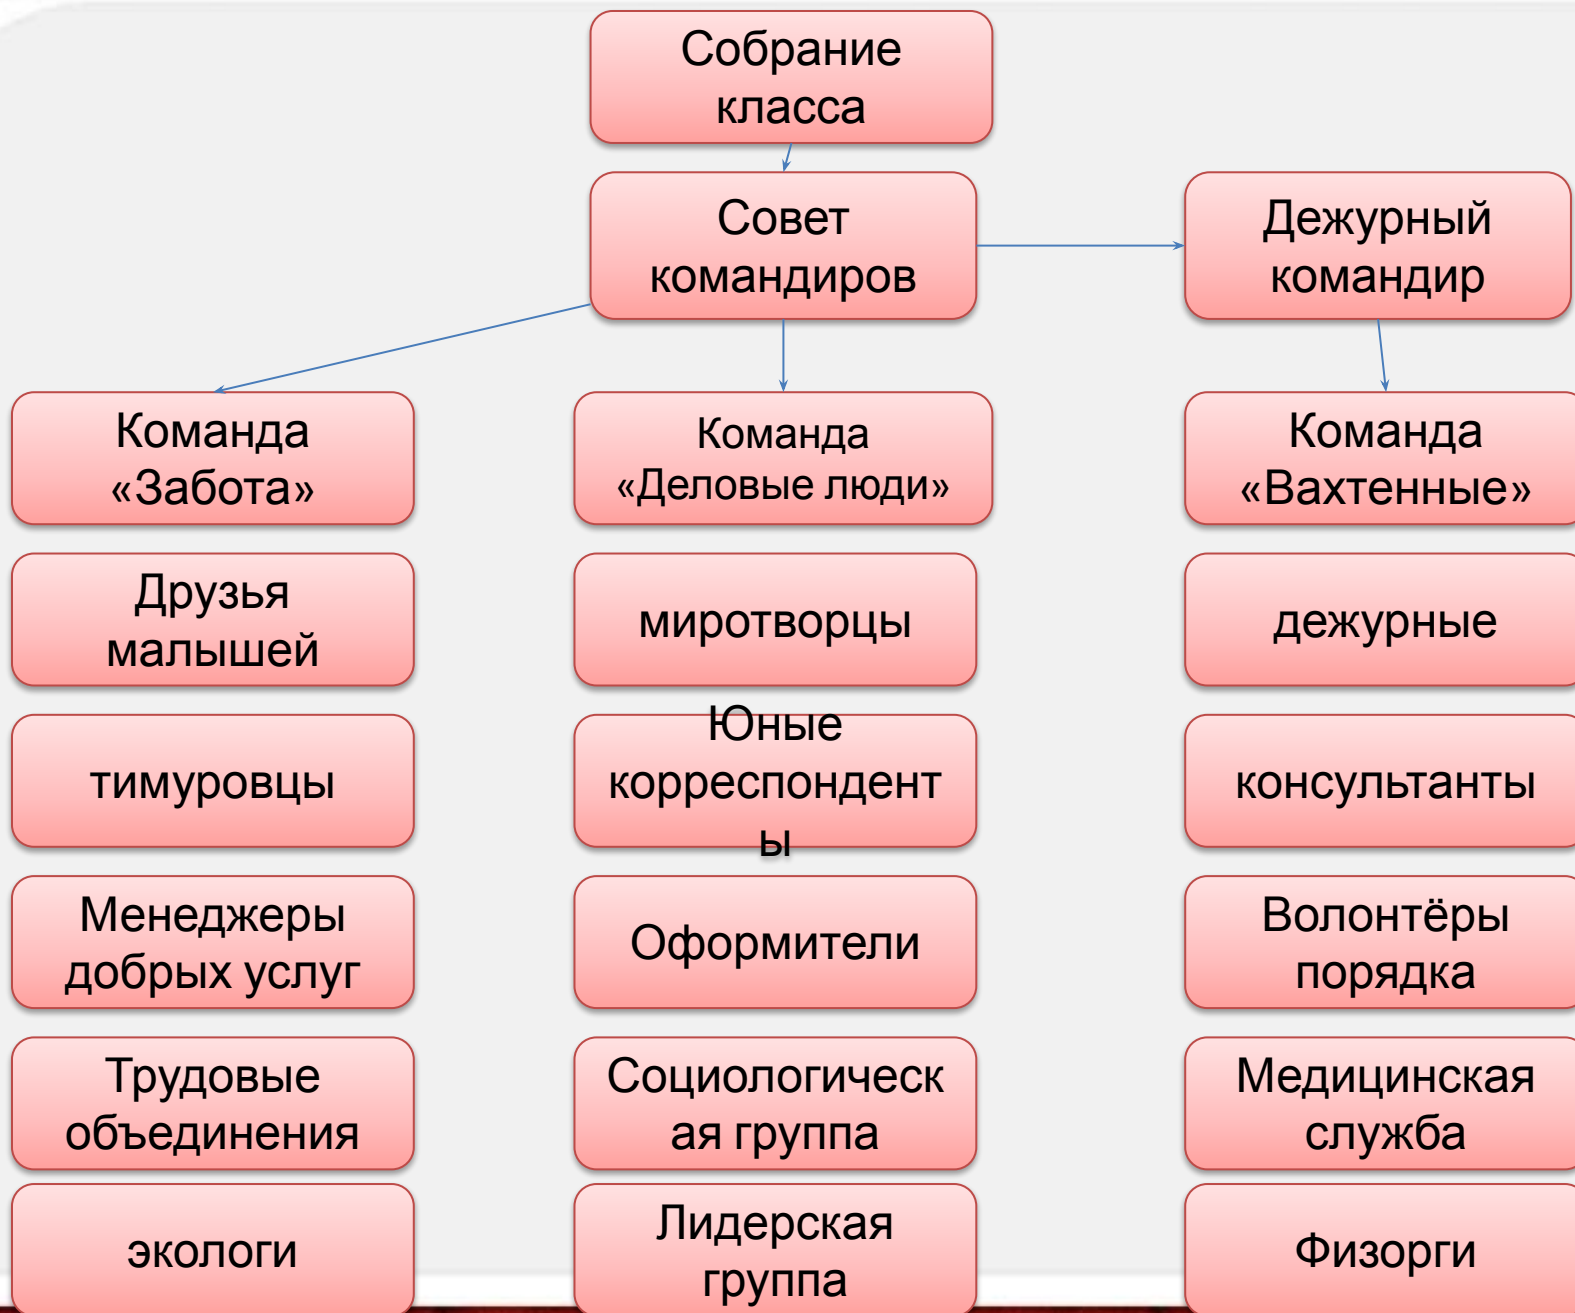 Собрание
класса
Совет
командиров
Дежурный
командир
Команда
«Забота»
Команда
«Деловые люди»
Команда
«Вахтенные»
Друзья
малышей
миротворцы
дежурные
тимуровцы
Юные
корреспондент
ы
консультанты
Менеджеры
добрых услуг
Оформители
Волонтёры
порядка
Трудовые
объединения
Социологическ
ая группа
Медицинская
служба
экологи
Лидерская
группа
Физорги